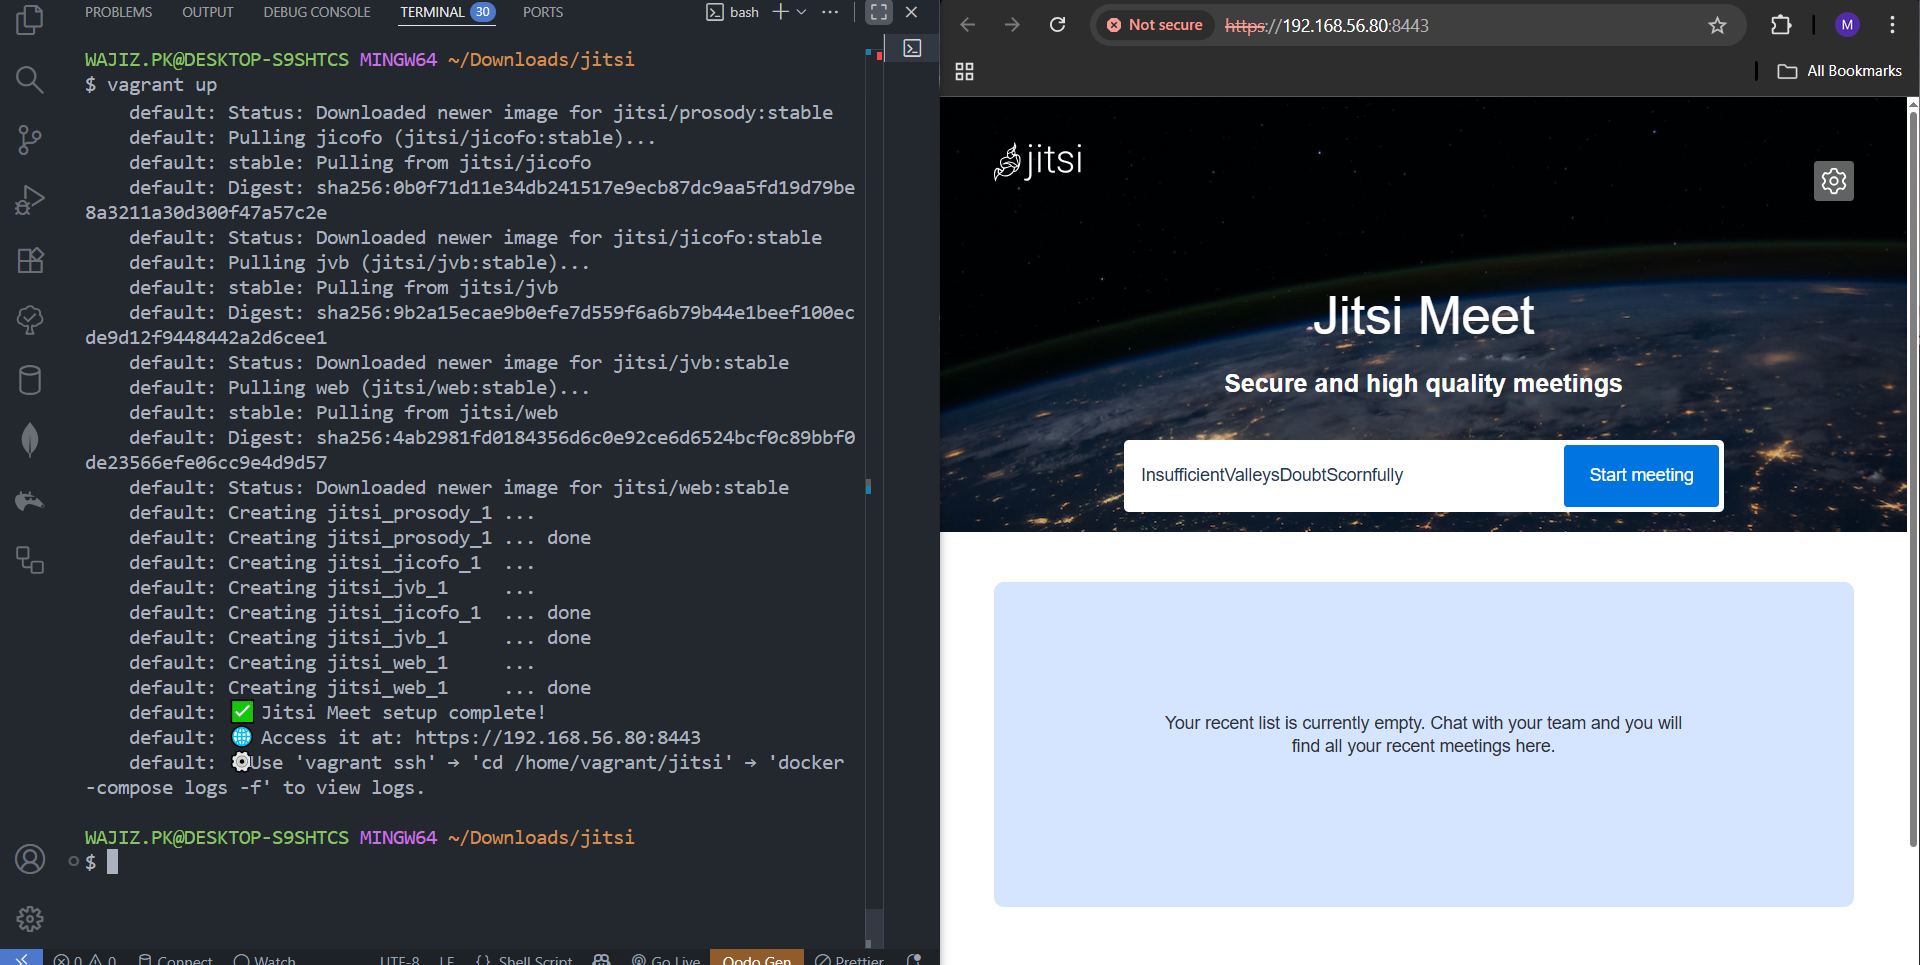 PROBLEMS OUTPUT DEBUG CONSOLE TERMINAL 30 PORTS bash
WAJIZ.PK@DESKTOP-S9SHTCS MINGW64 ~/Downloads/jitsi
$ vagrant up
default: Status: Downloaded newer image for jitsi/prosody:stable
default: Pulling jicofo (jitsi/jicofo:stable)...
default: stable: Pulling from jitsi/jicofo
default: Digest: sha256:0b0f71d11e34db241517e9ecb87dc9aa5fd19d79be
8a3211a30d300f47a57c2e
default: Status: Downloaded newer image for jitsi/jicofo:stable
default: Pulling jvb (jitsi/jvb:stable)...
default: stable: Pulling from jitsi/jvb
default: Digest: sha256:9b2a15ecae9b0efe7d559f6a6b79b44e1beef100ec
de9d12f9448442a2d6cee1
default: Status: Downloaded newer image for jitsi/jvb:stable
default: Pulling web (jitsi/web:stable)...
default: stable: Pulling from jitsi/web
default: Digest: sha256:4ab2981fd0184356d6c0e92ce6d6524bcf0c89bbf0
de23566efe06cc9e4d9d57
default: Status: Downloaded newer image for jitsi/web:stable
default: Creating jitsi_prosody_1 ...
default: Creating jitsi_prosody_1 ... done
default: Creating jitsi_jicofo_1 ...
default: Creating jitsi_jvb_1 ...
default: Creating jitsi_jicofo_1 ... done
default: Creating jitsi_jvb_1 ... done
default: Creating jitsi_web_1 ...
default: Creating jitsi_web_1 ... done
default: ✅ Jitsi Meet setup complete!
default: 🌐 Access it at: https://192.168.56.80:8443
default: ⚙️Use 'vagrant ssh' → 'cd /home/vagrant/jitsi' → 'docker
-compose logs -f' to view logs.
WAJIZ.PK@DESKTOP-S9SHTCS MINGW64 ~/Downloads/jitsi
$
0 0 Connect Watch UTF-8 LF {} Shell Script Go Live Qodo Gen Prettier
Not secure https://192.168.56.80:8443 M
All Bookmarks
jitsi
Jitsi Meet
Secure and high quality meetings
InsufficientValleysDoubtScornfully Start meeting
Your recent list is currently empty. Chat with your team and you will
find all your recent meetings here.